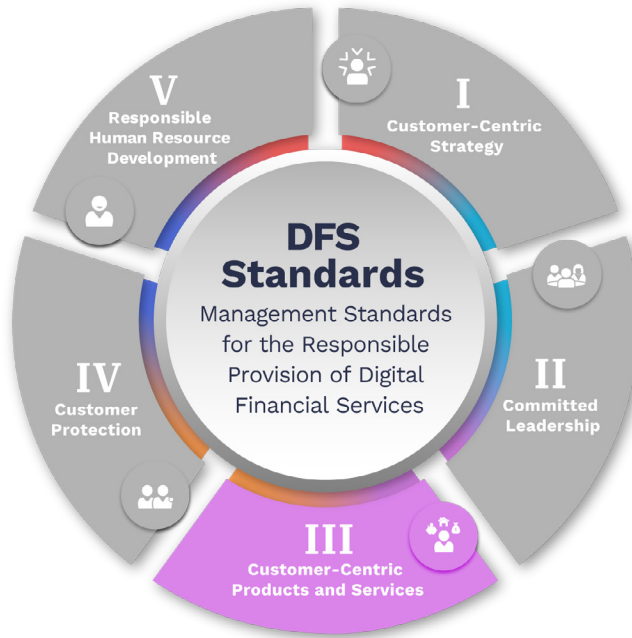 DFS
Standards
Management Standards
for the Responsible
Provision of Digital
Financial Services
I
Customer-Centric
Strategy
II
Committed
Leadership
III
Customer-Centric
Products and Services
IV
Customer
Protection
V
Responsible
Human Resource
Development